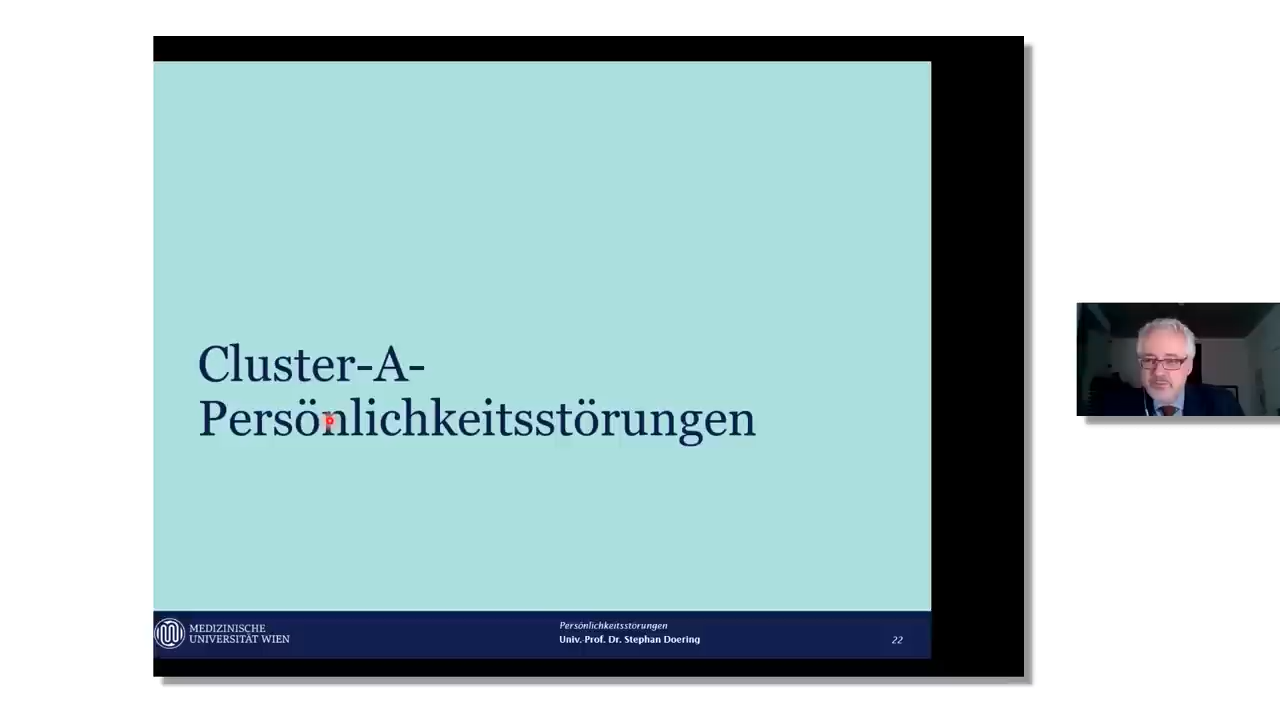 Cluster-A-
Persönlichkeitsstörungen
MEDIZINISCHE
UNIVERSITÄT WIEN
Persönlichkeitsstörungen
Univ.-Prof. Dr. Stephan Doering
22